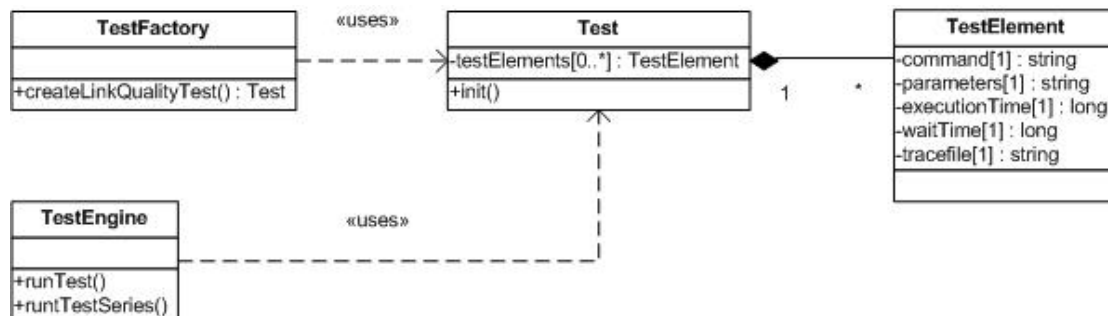 TestFactory
+createLinkQualityTest() : Test
«uses»
Test
-testElements[0..*] : TestElement
+init()
1
*
TestElement
-command[1] : string
-parameters[1] : string
-executionTime[1] : long
-waitTime[1] : long
-tracefile[1] : string
TestEngine
+runTest()
+runtTestSeries()
«uses»